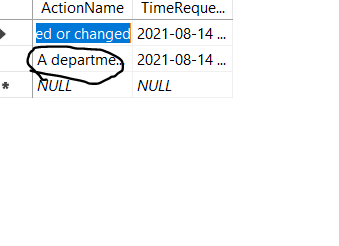 ActionName TimeReque...
ed or changed 2021-08-14 ...
A departme... 2021-08-14 ...
NULL NULL